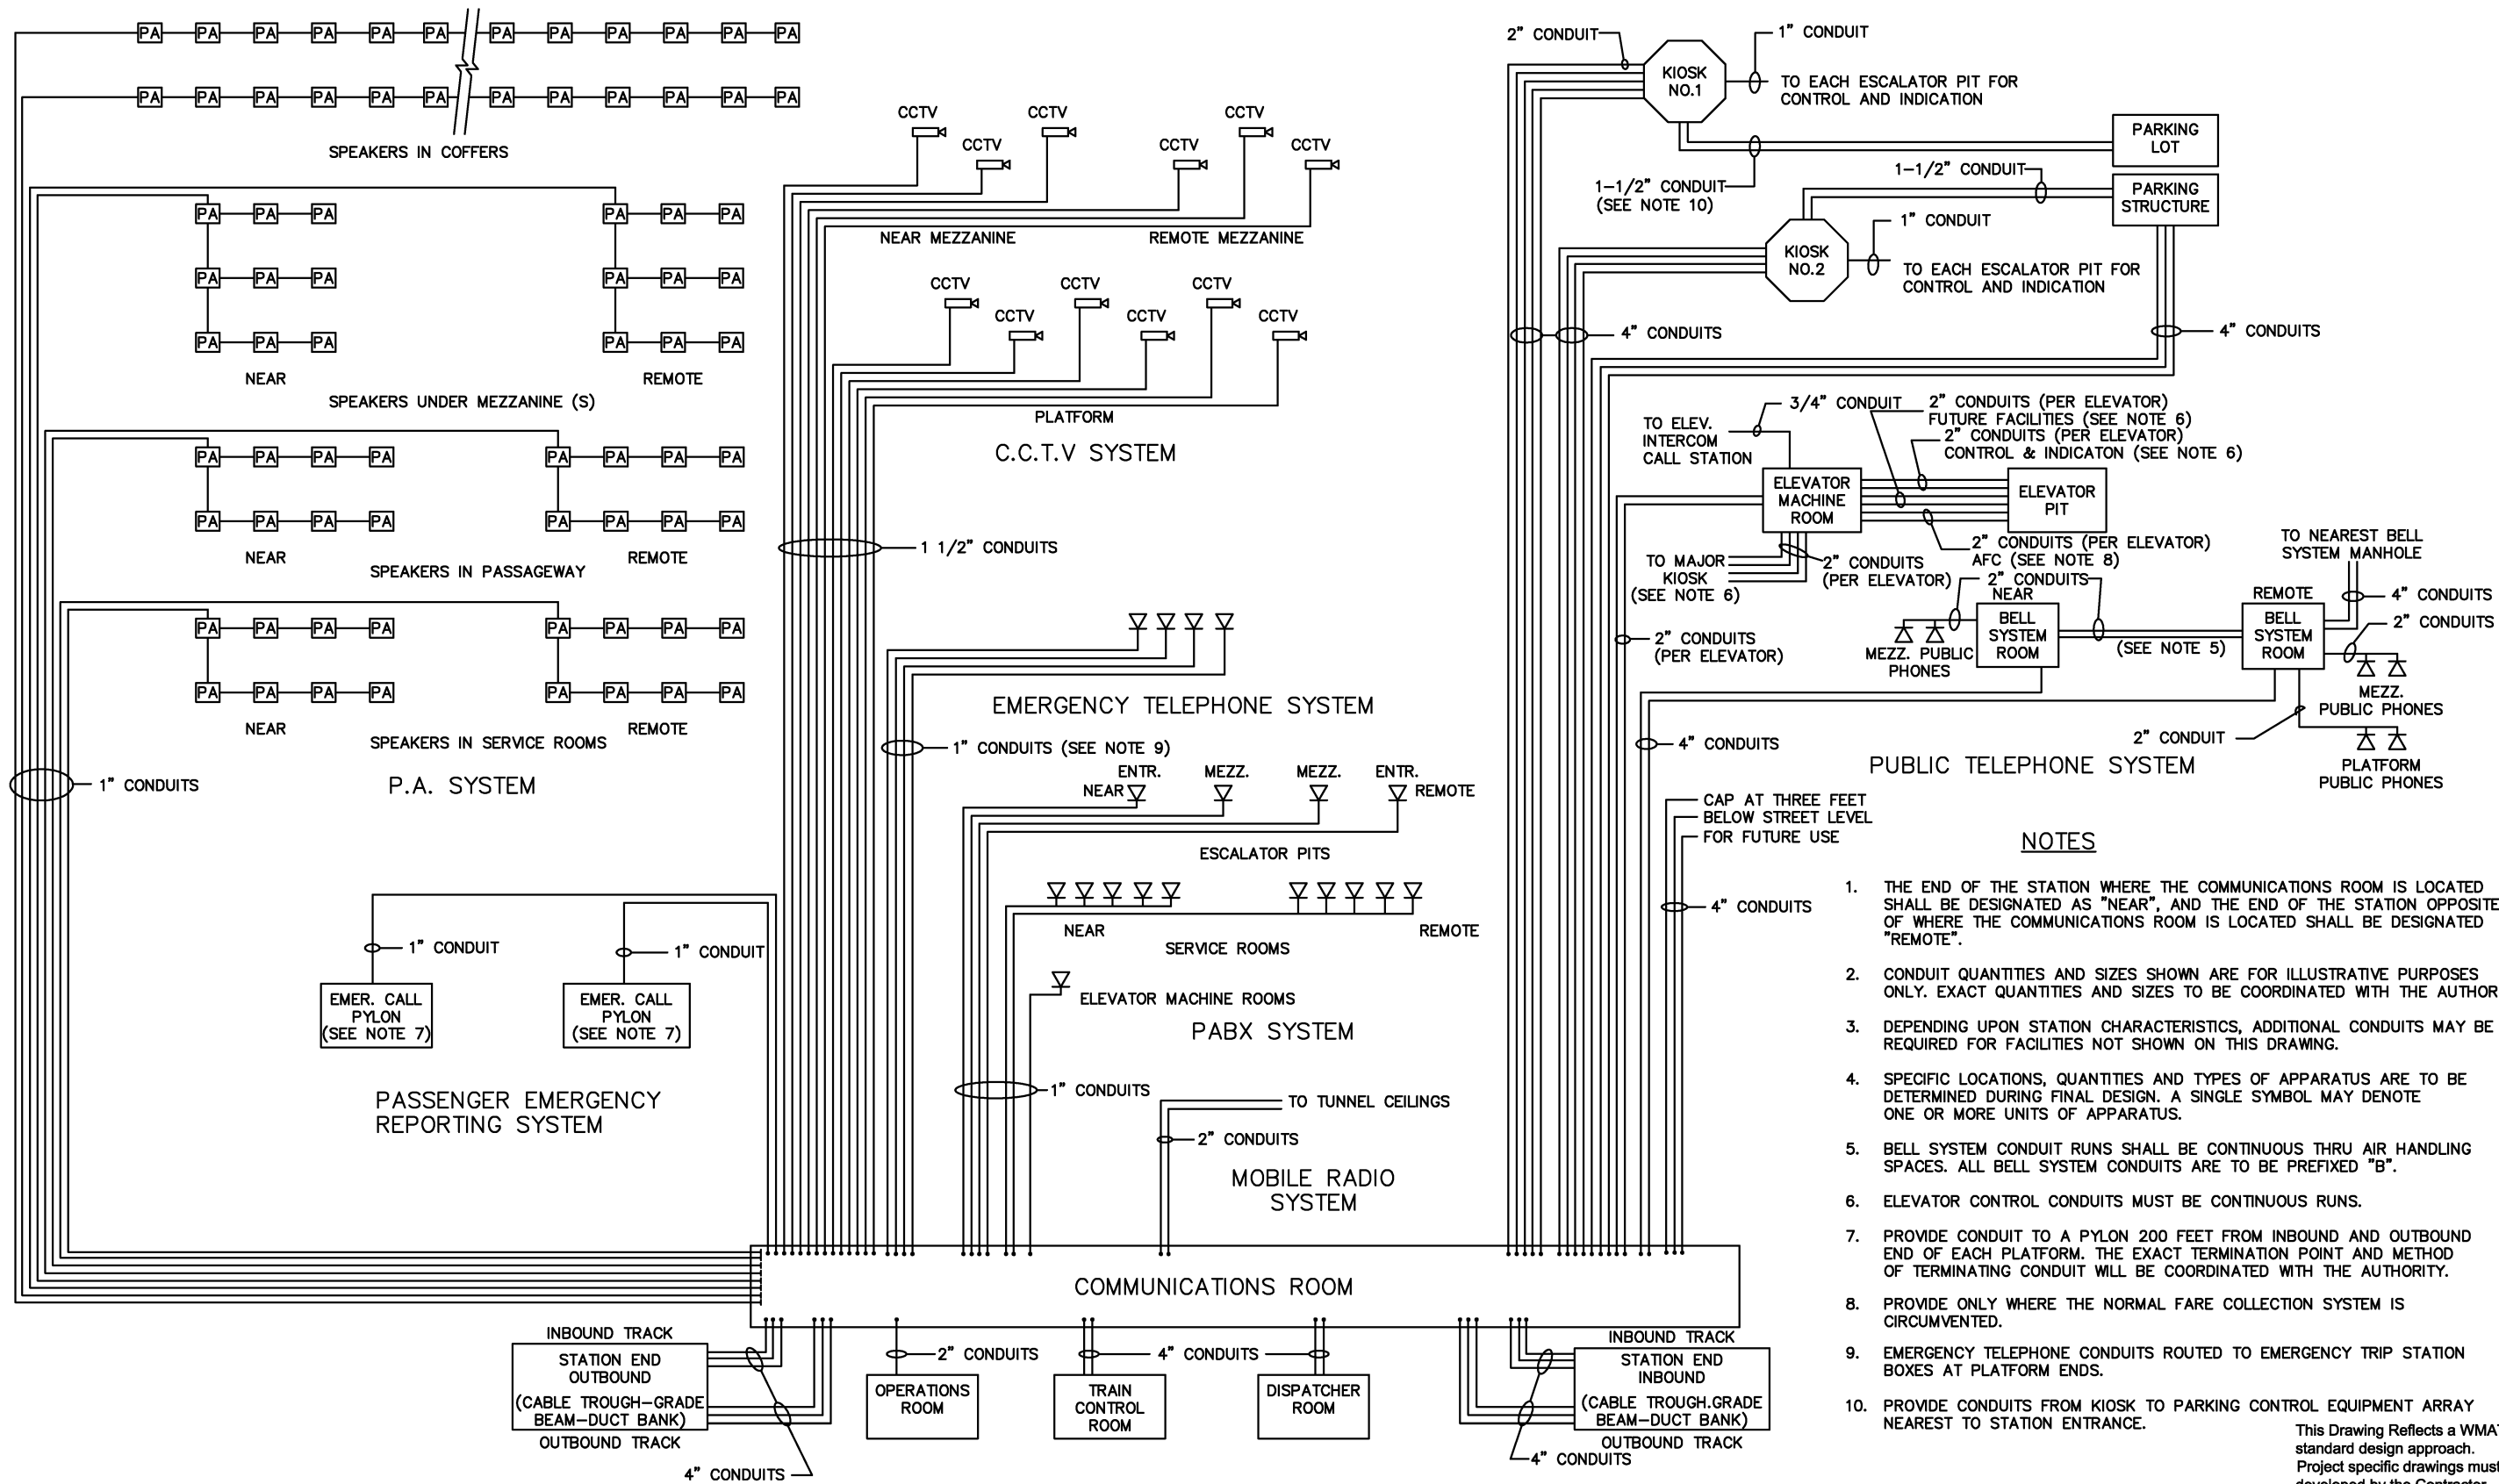 PA PA PA PA PA PA PA PA PA PA PA PA
PA PA PA PA PA PA PA PA PA PA PA PA
SPEAKERS IN COFFERS
PA PA PA PA PA PA
PA PA PA PA PA PA
PA PA PA PA PA PA
NEAR REMOTE
SPEAKERS UNDER MEZZANINE (S)
PA PA PA PA PA PA PA PA
PA PA PA PA PA PA PA PA
NEAR REMOTE
SPEAKERS IN PASSAGEWAY
PA PA PA PA PA PA PA PA
PA PA PA PA PA PA PA PA
NEAR REMOTE
SPEAKERS IN SERVICE ROOMS
1" CONDUITS
P.A. SYSTEM
1" CONDUIT
1" CONDUIT
EMER. CALL
PYLON
(SEE NOTE 7)
EMER. CALL
PYLON
(SEE NOTE 7)
PASSENGER EMERGENCY
REPORTING SYSTEM
CCTV CCTV CCTV
CCTV CCTV CCTV
NEAR MEZZANINE REMOTE MEZZANINE
CCTV CCTV CCTV
CCTV CCTV CCTV
PLATFORM
C.C.T.V SYSTEM
1 1/2" CONDUITS
EMERGENCY TELEPHONE SYSTEM
1" CONDUITS (SEE NOTE 9)
ENTR. MEZZ. MEZZ. ENTR.
NEAR REMOTE
ESCALATOR PITS
NEAR REMOTE
SERVICE ROOMS
ELEVATOR MACHINE ROOMS
PABX SYSTEM
1" CONDUITS
TO TUNNEL CEILINGS
2" CONDUITS
MOBILE RADIO
SYSTEM
2" CONDUIT
KIOSK
NO.1
1" CONDUIT
TO EACH ESCALATOR PIT FOR
CONTROL AND INDICATION
PARKING
LOT
1-1/2" CONDUIT
(SEE NOTE 10)
1-1/2" CONDUIT
PARKING
STRUCTURE
KIOSK
NO.2
1" CONDUIT
TO EACH ESCALATOR PIT FOR
CONTROL AND INDICATION
4" CONDUITS
4" CONDUITS
TO ELEV.
INTERCOM
CALL STATION
3/4" CONDUIT
2" CONDUITS (PER ELEVATOR)
FUTURE FACILITIES (SEE NOTE 6)
2" CONDUITS (PER ELEVATOR)
CONTROL & INDICATON (SEE NOTE 6)
ELEVATOR
MACHINE
ROOM
ELEVATOR
PIT
2" CONDUITS (PER ELEVATOR)
AFC (SEE NOTE 8)
TO MAJOR
KIOSK
(SEE NOTE 6)
2" CONDUITS
(PER ELEVATOR)
2" CONDUITS
(PER ELEVATOR)
2" CONDUITS
NEAR
BELL
SYSTEM
ROOM
MEZZ. PUBLIC
PHONES
(SEE NOTE 5)
TO NEAREST BELL
SYSTEM MANHOLE
REMOTE
BELL
SYSTEM
ROOM
4" CONDUITS
2" CONDUITS
MEZZ.
PUBLIC PHONES
2" CONDUIT
PLATFORM
PUBLIC PHONES
4" CONDUITS
PUBLIC TELEPHONE SYSTEM
CAP AT THREE FEET
BELOW STREET LEVEL
FOR FUTURE USE
4" CONDUITS
COMMUNICATIONS ROOM
INBOUND TRACK
STATION END
OUTBOUND
(CABLE TROUGH-GRADE
BEAM-DUCT BANK)
OUTBOUND TRACK
4" CONDUITS
2" CONDUITS
OPERATIONS
ROOM
4" CONDUITS
TRAIN
CONTROL
ROOM
DISPATCHER
ROOM
INBOUND TRACK
STATION END
INBOUND
(CABLE TROUGH.GRADE
BEAM-DUCT BANK)
OUTBOUND TRACK
4" CONDUITS
NOTES
1. THE END OF THE STATION WHERE THE COMMUNICATIONS ROOM IS LOCATED
SHALL BE DESIGNATED AS "NEAR", AND THE END OF THE STATION OPPOSITE
OF WHERE THE COMMUNICATIONS ROOM IS LOCATED SHALL BE DESIGNATED
"REMOTE".
2. CONDUIT QUANTITIES AND SIZES SHOWN ARE FOR ILLUSTRATIVE PURPOSES
ONLY. EXACT QUANTITIES AND SIZES TO BE COORDINATED WITH THE AUTHOR
3. DEPENDING UPON STATION CHARACTERISTICS, ADDITIONAL CONDUITS MAY BE
REQUIRED FOR FACILITIES NOT SHOWN ON THIS DRAWING.
4. SPECIFIC LOCATIONS, QUANTITIES AND TYPES OF APPARATUS ARE TO BE
DETERMINED DURING FINAL DESIGN. A SINGLE SYMBOL MAY DENOTE
ONE OR MORE UNITS OF APPARATUS.
5. BELL SYSTEM CONDUIT RUNS SHALL BE CONTINUOUS THRU AIR HANDLING
SPACES. ALL BELL SYSTEM CONDUITS ARE TO BE PREFIXED "B".
6. ELEVATOR CONTROL CONDUITS MUST BE CONTINUOUS RUNS.
7. PROVIDE CONDUIT TO A PYLON 200 FEET FROM INBOUND AND OUTBOUND
END OF EACH PLATFORM. THE EXACT TERMINATION POINT AND METHOD
OF TERMINATING CONDUIT WILL BE COORDINATED WITH THE AUTHORITY.
8. PROVIDE ONLY WHERE THE NORMAL FARE COLLECTION SYSTEM IS
CIRCUMVENTED.
9. EMERGENCY TELEPHONE CONDUITS ROUTED TO EMERGENCY TRIP STATION
BOXES AT PLATFORM ENDS.
10. PROVIDE CONDUITS FROM KIOSK TO PARKING CONTROL EQUIPMENT ARRAY
NEAREST TO STATION ENTRANCE.
This Drawing Reflects a WMAT
standard design approach.
Project specific drawings must
developed by the Contractor